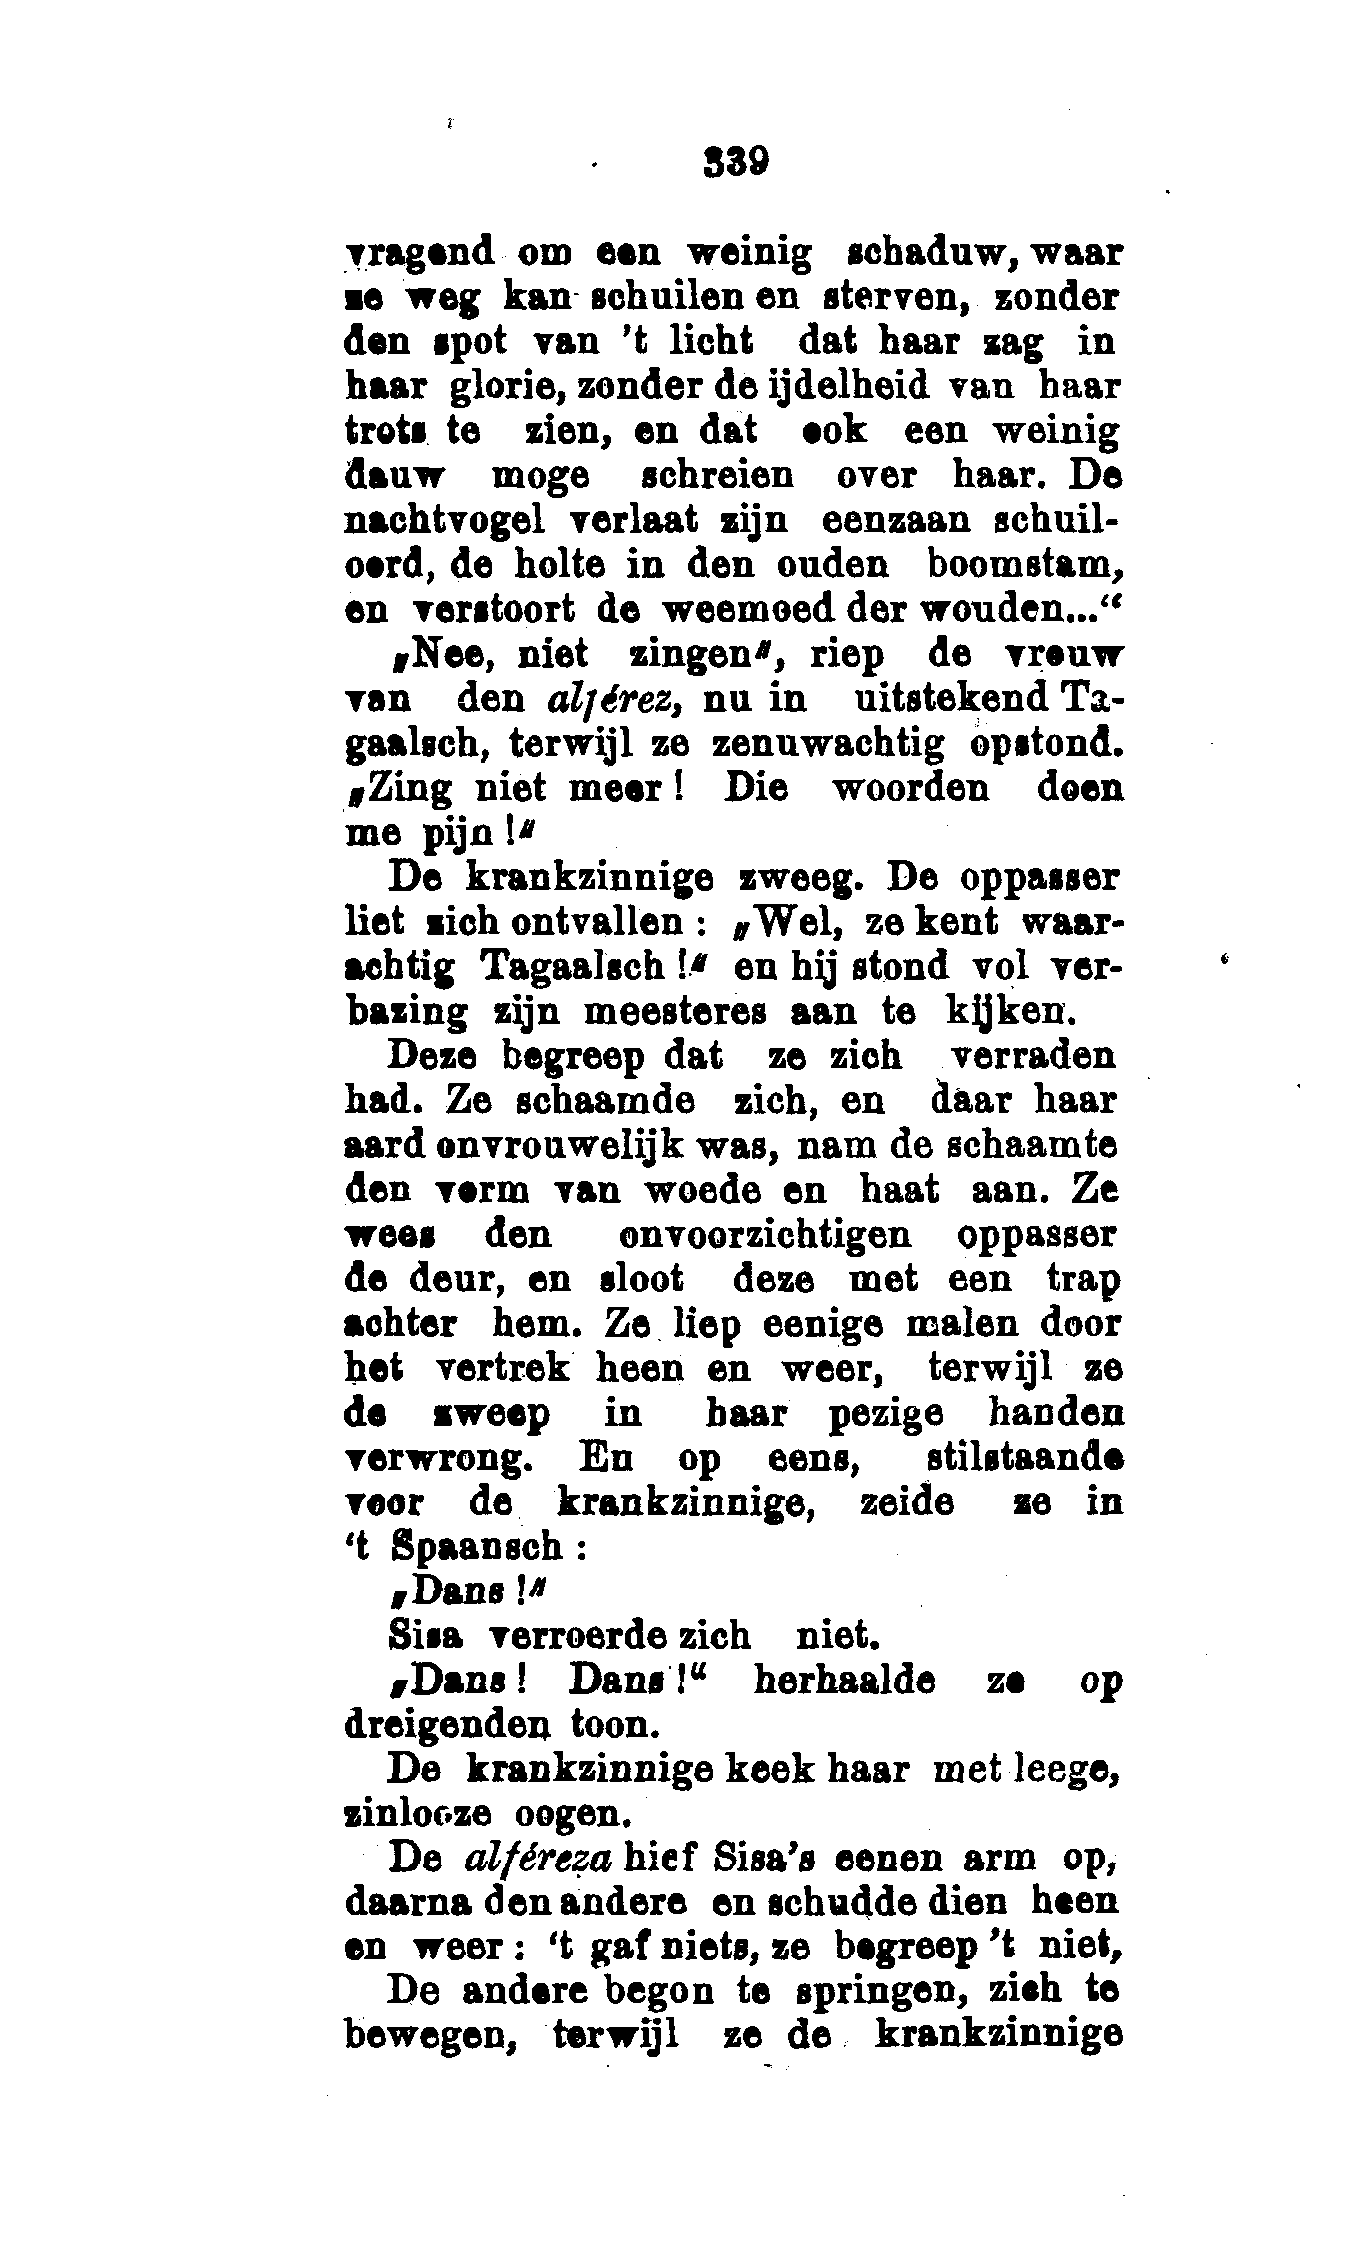 339
vragend om een weinig schaduw, waar
ze weg kan schuilen en sterven, zonder
den spot van 't licht dat haar zag in
haar glorie, zonder de ijdelheid van haar
trots te zien, en dat ook een weinig
dauw moge schreien over haar. De
nachtvogel verlaat zijn eenzaan schuil-
oord, de holte in den ouden boomstam,
en verstoort de weemoed der wouden..."
„Nee, niet zingen", riep de vrouw
van den alférez, nu in uitstekend Ta-
gaalsch, terwijl ze zenuwachtig opstond.
„Zing niet meer! Die woorden doen
me pijn!"
De krankzinnige zweeg. De oppasser
liet zich ontvallen: „Wel, ze kent waar-
achtig Tagaalsch!" en hij stond vol ver-
bazing zijn meesteres aan te kijken.
Deze begreep dat ze zich verraden
had. Ze schaamde zich, en daar haar
aard onvrouwelijk was, nam de schaamte
den vorm van woede en haat aan. Ze
wees den onvoorzichtigen oppasser
de deur, en sloot deze met een trap
achter hem. Ze liep eenige malen door
het vertrek heen en weer, terwijl ze
de zweep in haar pezige handen
verwrong. En op eens, stilstaande
voor de krankzinnige, zeide ze in
't Spaansch:
„Dans!"
Sisa verroerde zich niet.
„Dans! Dans!" herhaalde ze op
dreigenden toon.
De krankzinnige keek haar met leege,
zinlooze oogen.
De alféreza hief Sisa's eenen arm op,
daarna den andere en schudde dien heen
en weer: 't gaf niets, ze begreep 't niet,
De andere begon te springen, zich te
bewegen, terwijl ze de krankzinnige